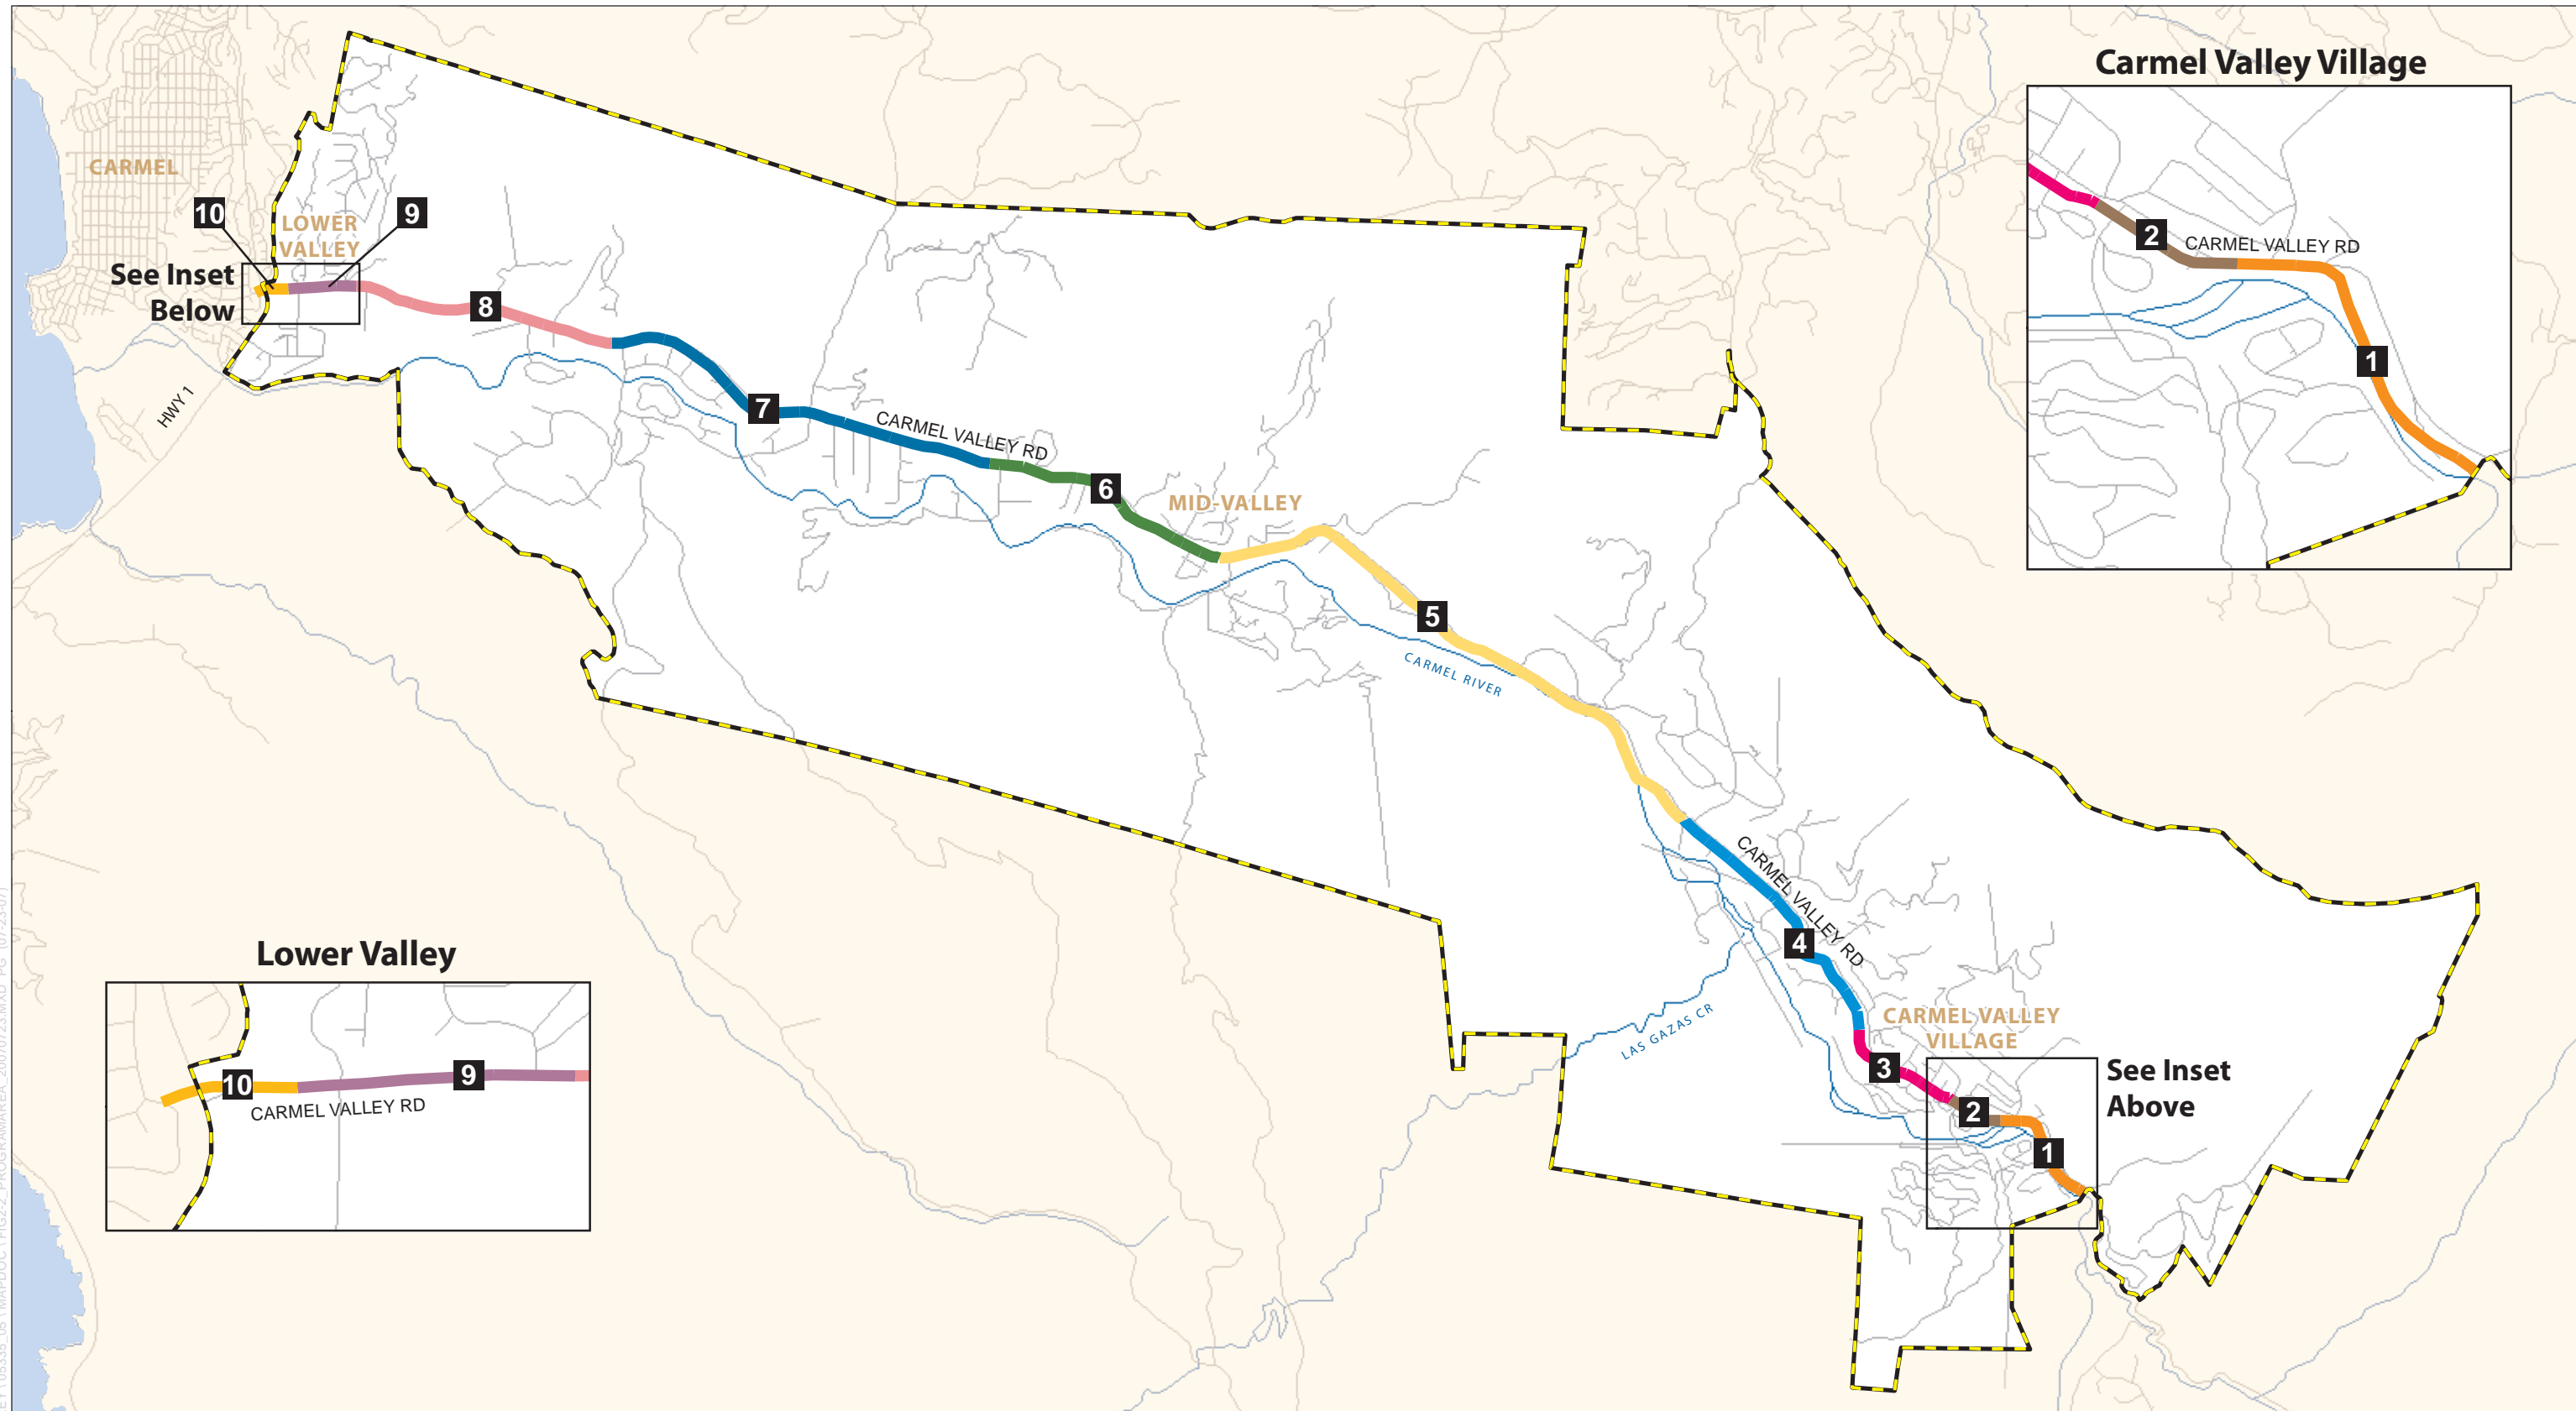 Carmel Valley Village
CARMEL
10
9
LOWER
VALLEY
See Inset
Below
8
HWY 1
7
CARMEL VALLEY RD
6
MID-VALLEY
5
CARMEL RIVER
2
CARMEL VALLEY RD
1
CARMEL VALLEY RD
4
LAS GAZAS CR
CARMEL VALLEY
VILLAGE
3
2
1
See Inset
Above
Lower Valley
10
9
CARMEL VALLEY RD